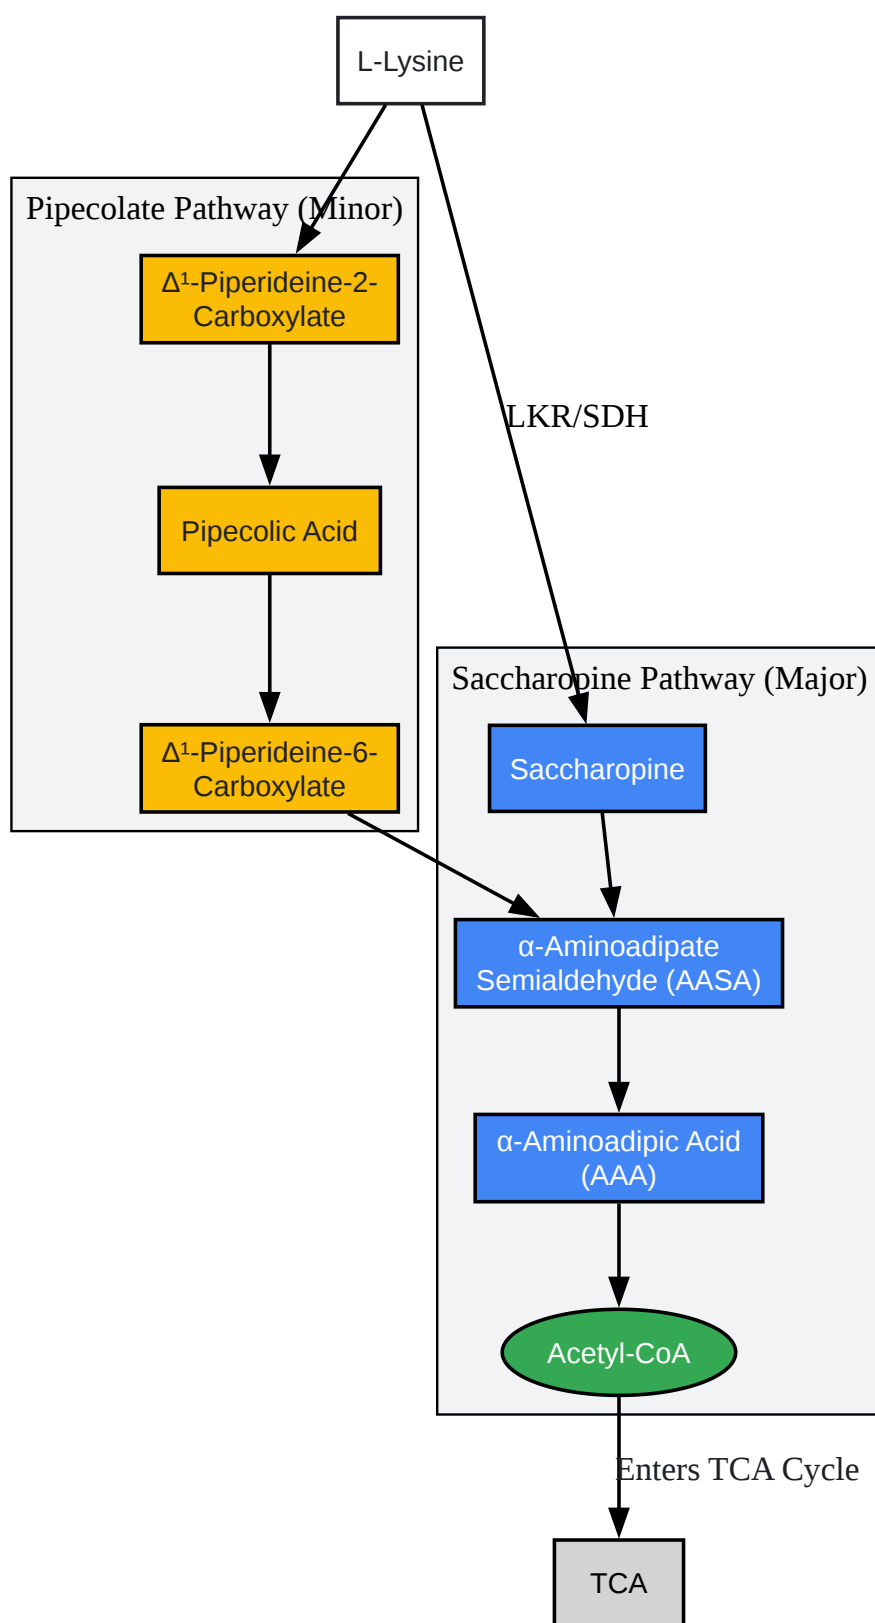 L-Lysine
Pipecolate Pathway (Minor)
Δ¹-Piperideine-2-
Carboxylate
LKR/SDH
Pipecolic Acid
Saccharopine Pathway (Major)
Δ¹-Piperideine-6-
Carboxylate
Saccharopine
α-Aminoadipate
Semialdehyde (AASA)
α-Aminoadipic Acid
(AAA)
Acetyl-CoA
Enters TCA Cycle
TCA